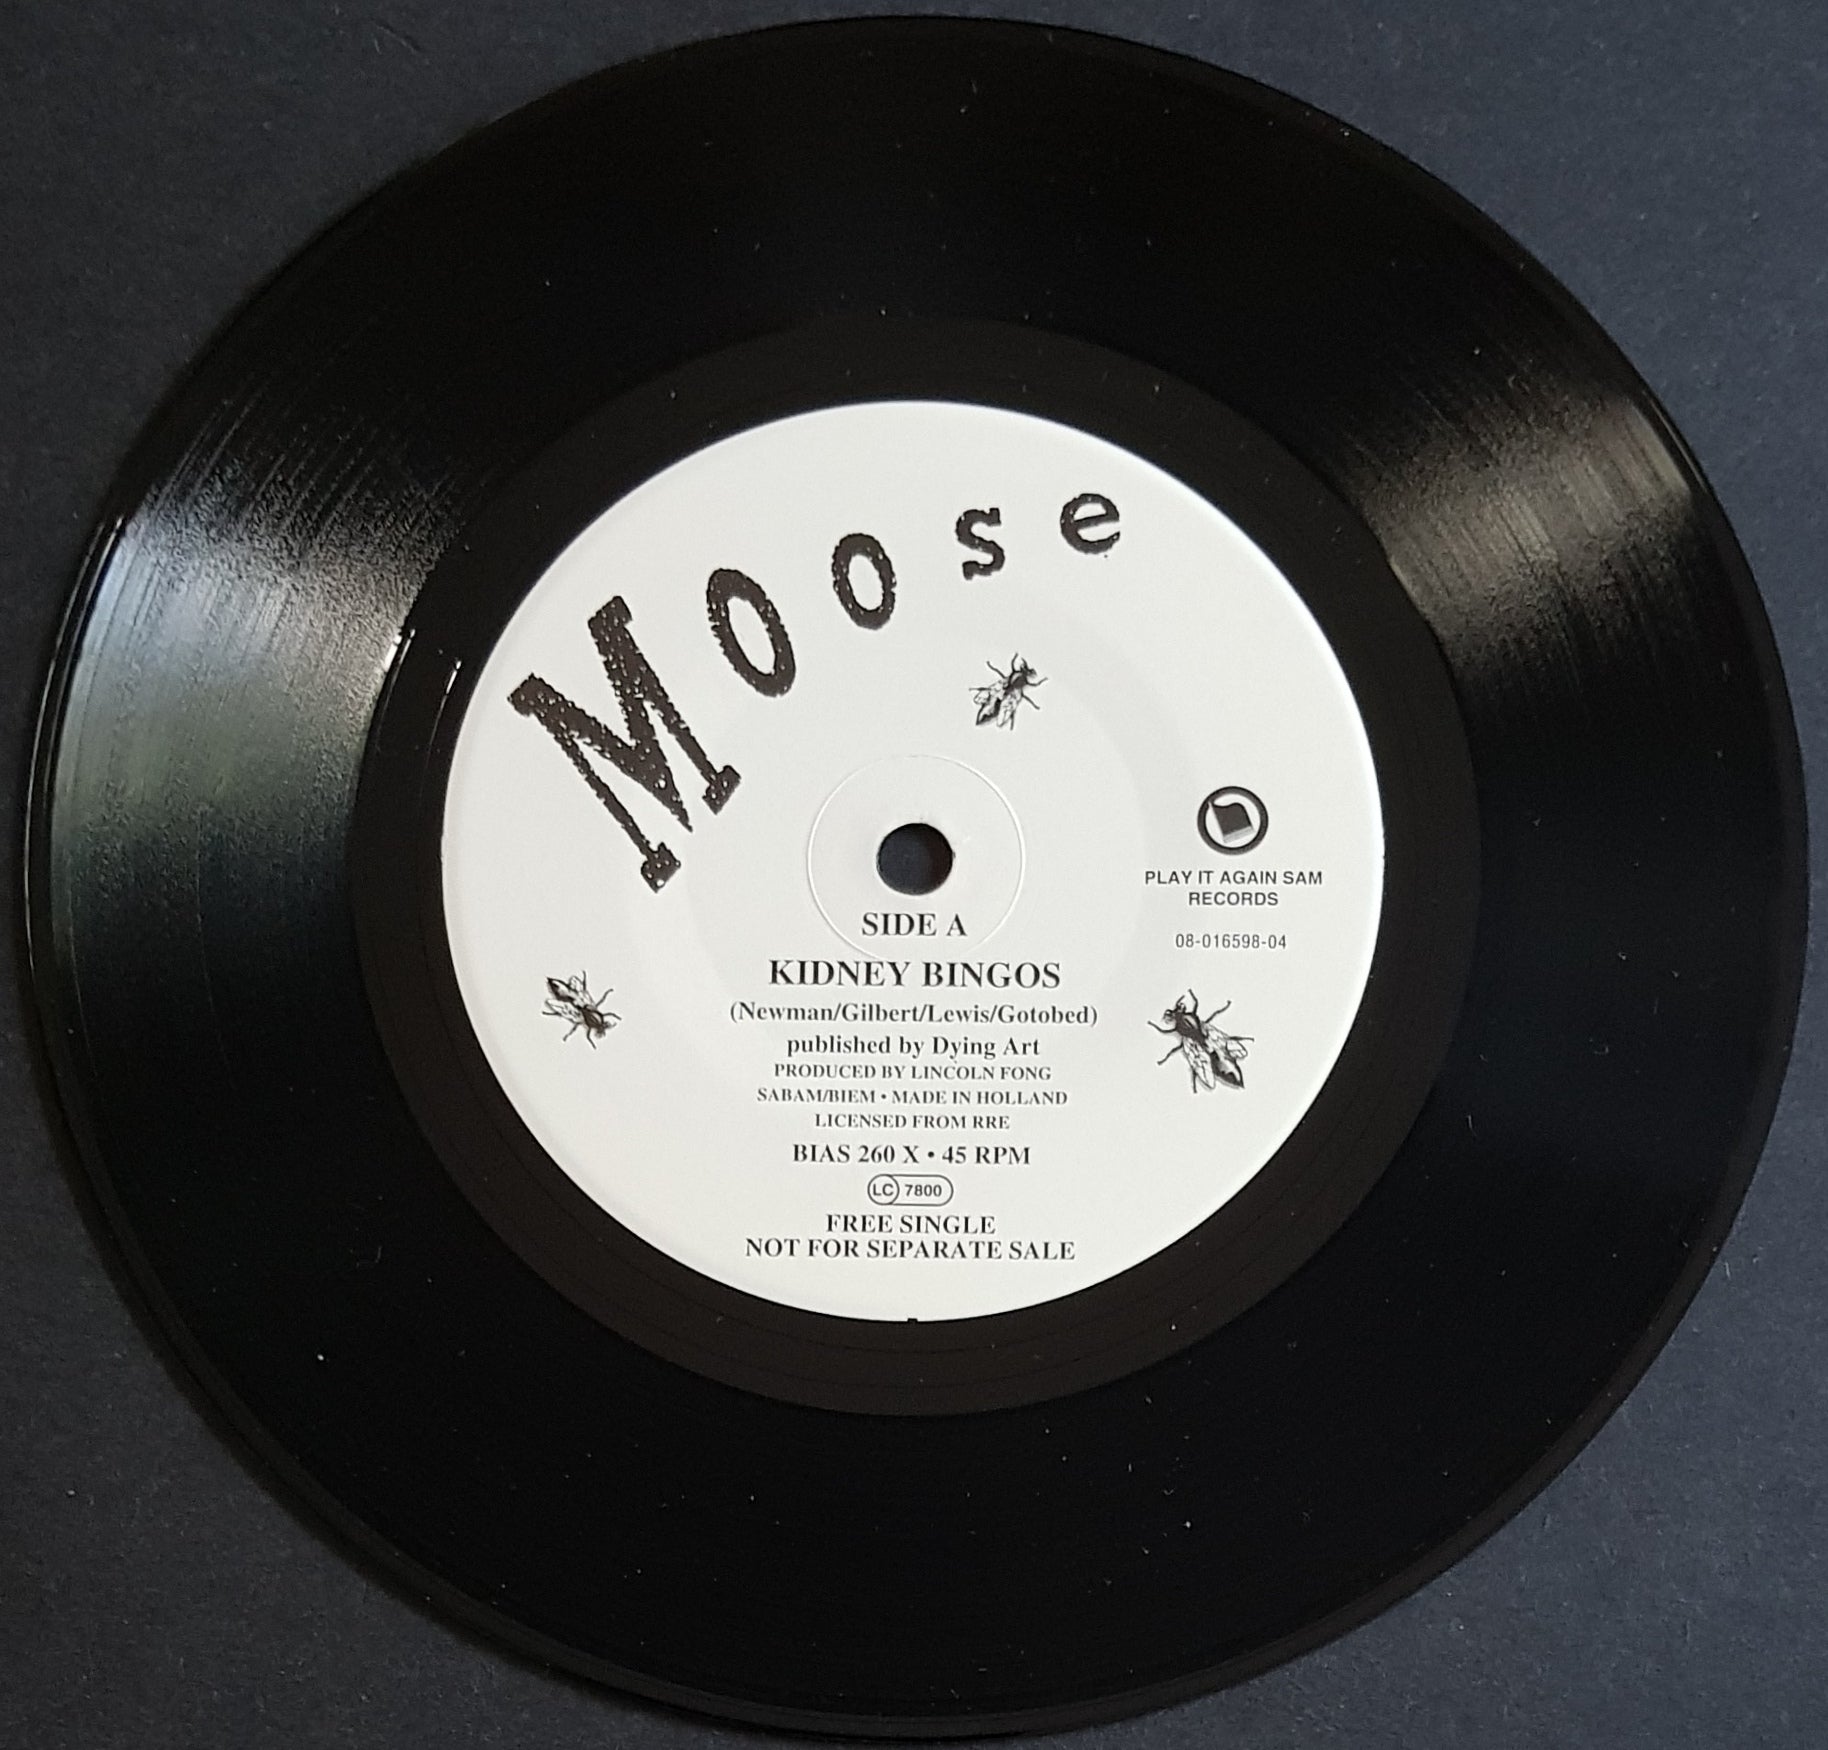 Moose
PLAY IT AGAIN SAM
RECORDS
08-016598-04
SIDE A
KIDNEY BINGOS
(Newman/Gilbert/Lewis/Gotobed)
published by Dying Art
PRODUCED BY LINCOLN FONG
SABAM/BIEM • MADE IN HOLLAND
LICENSED FROM RRE
BIAS 260 X • 45 RPM
LC 7800
FREE SINGLE
NOT FOR SEPARATE SALE